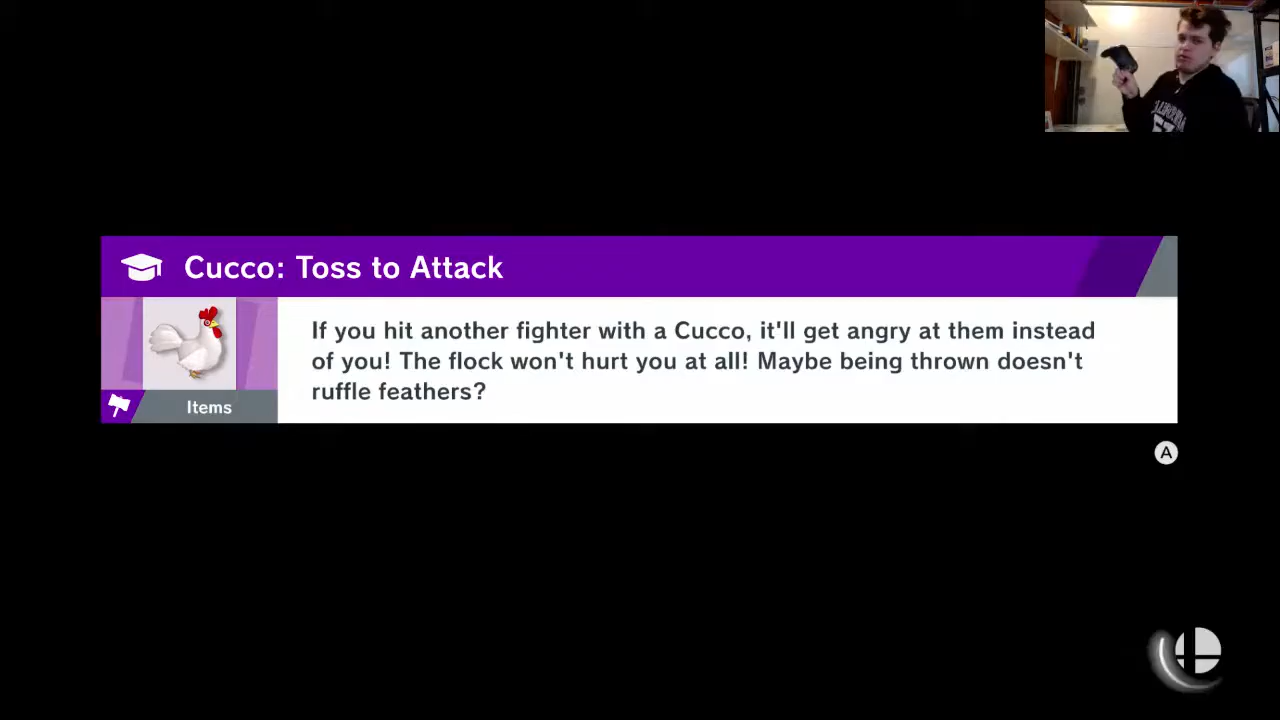 Cucco: Toss to Attack
If you hit another fighter with a Cucco, it'll get angry at them instead
of you! The flock won't hurt you at all! Maybe being thrown doesn't
ruffle feathers?
Items
A